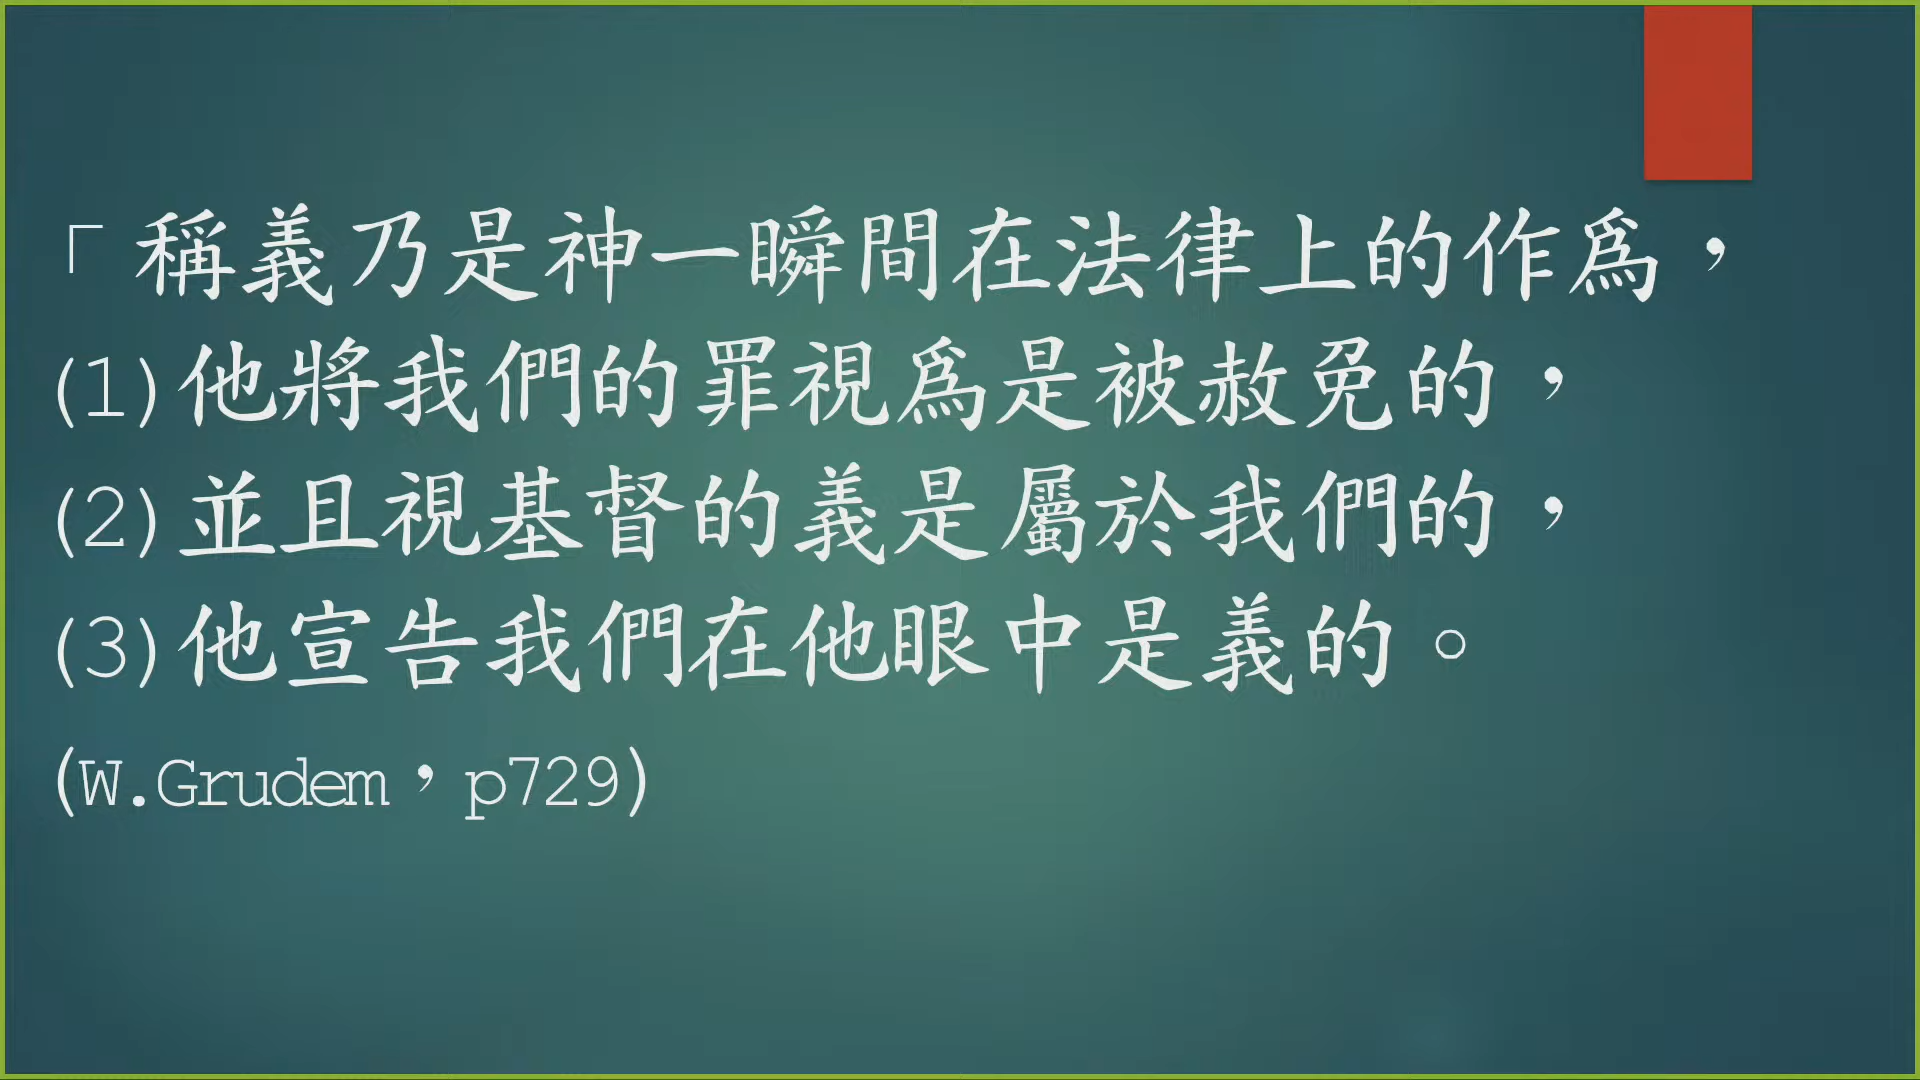 「稱義乃是神一瞬間在法律上的作為，
(1)他將我們的罪視為是被赦免的，
(2)並且視基督的義是屬於我們的，
(3)他宣告我們在他眼中是義的。
(W.Grudem，p729)